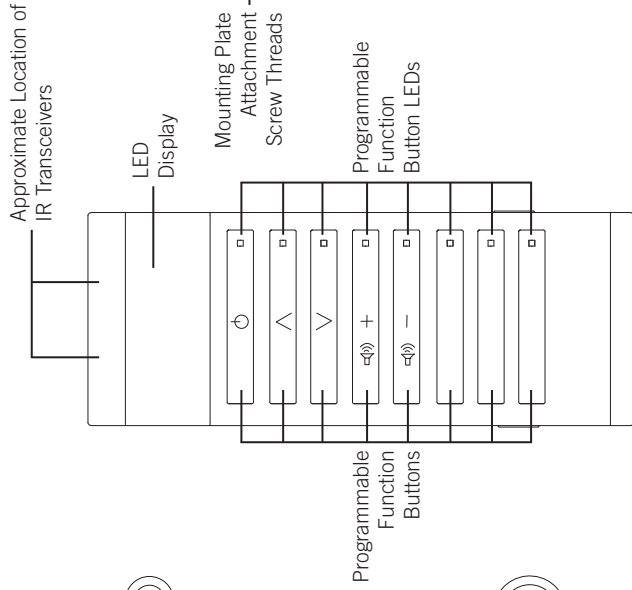 Approximate Location of
IR Transceivers
LED
Display
Mounting Plate
Attachment
Screw Threads
Programmable
Function
Button LEDs
Programmable
Function
Buttons
+
−